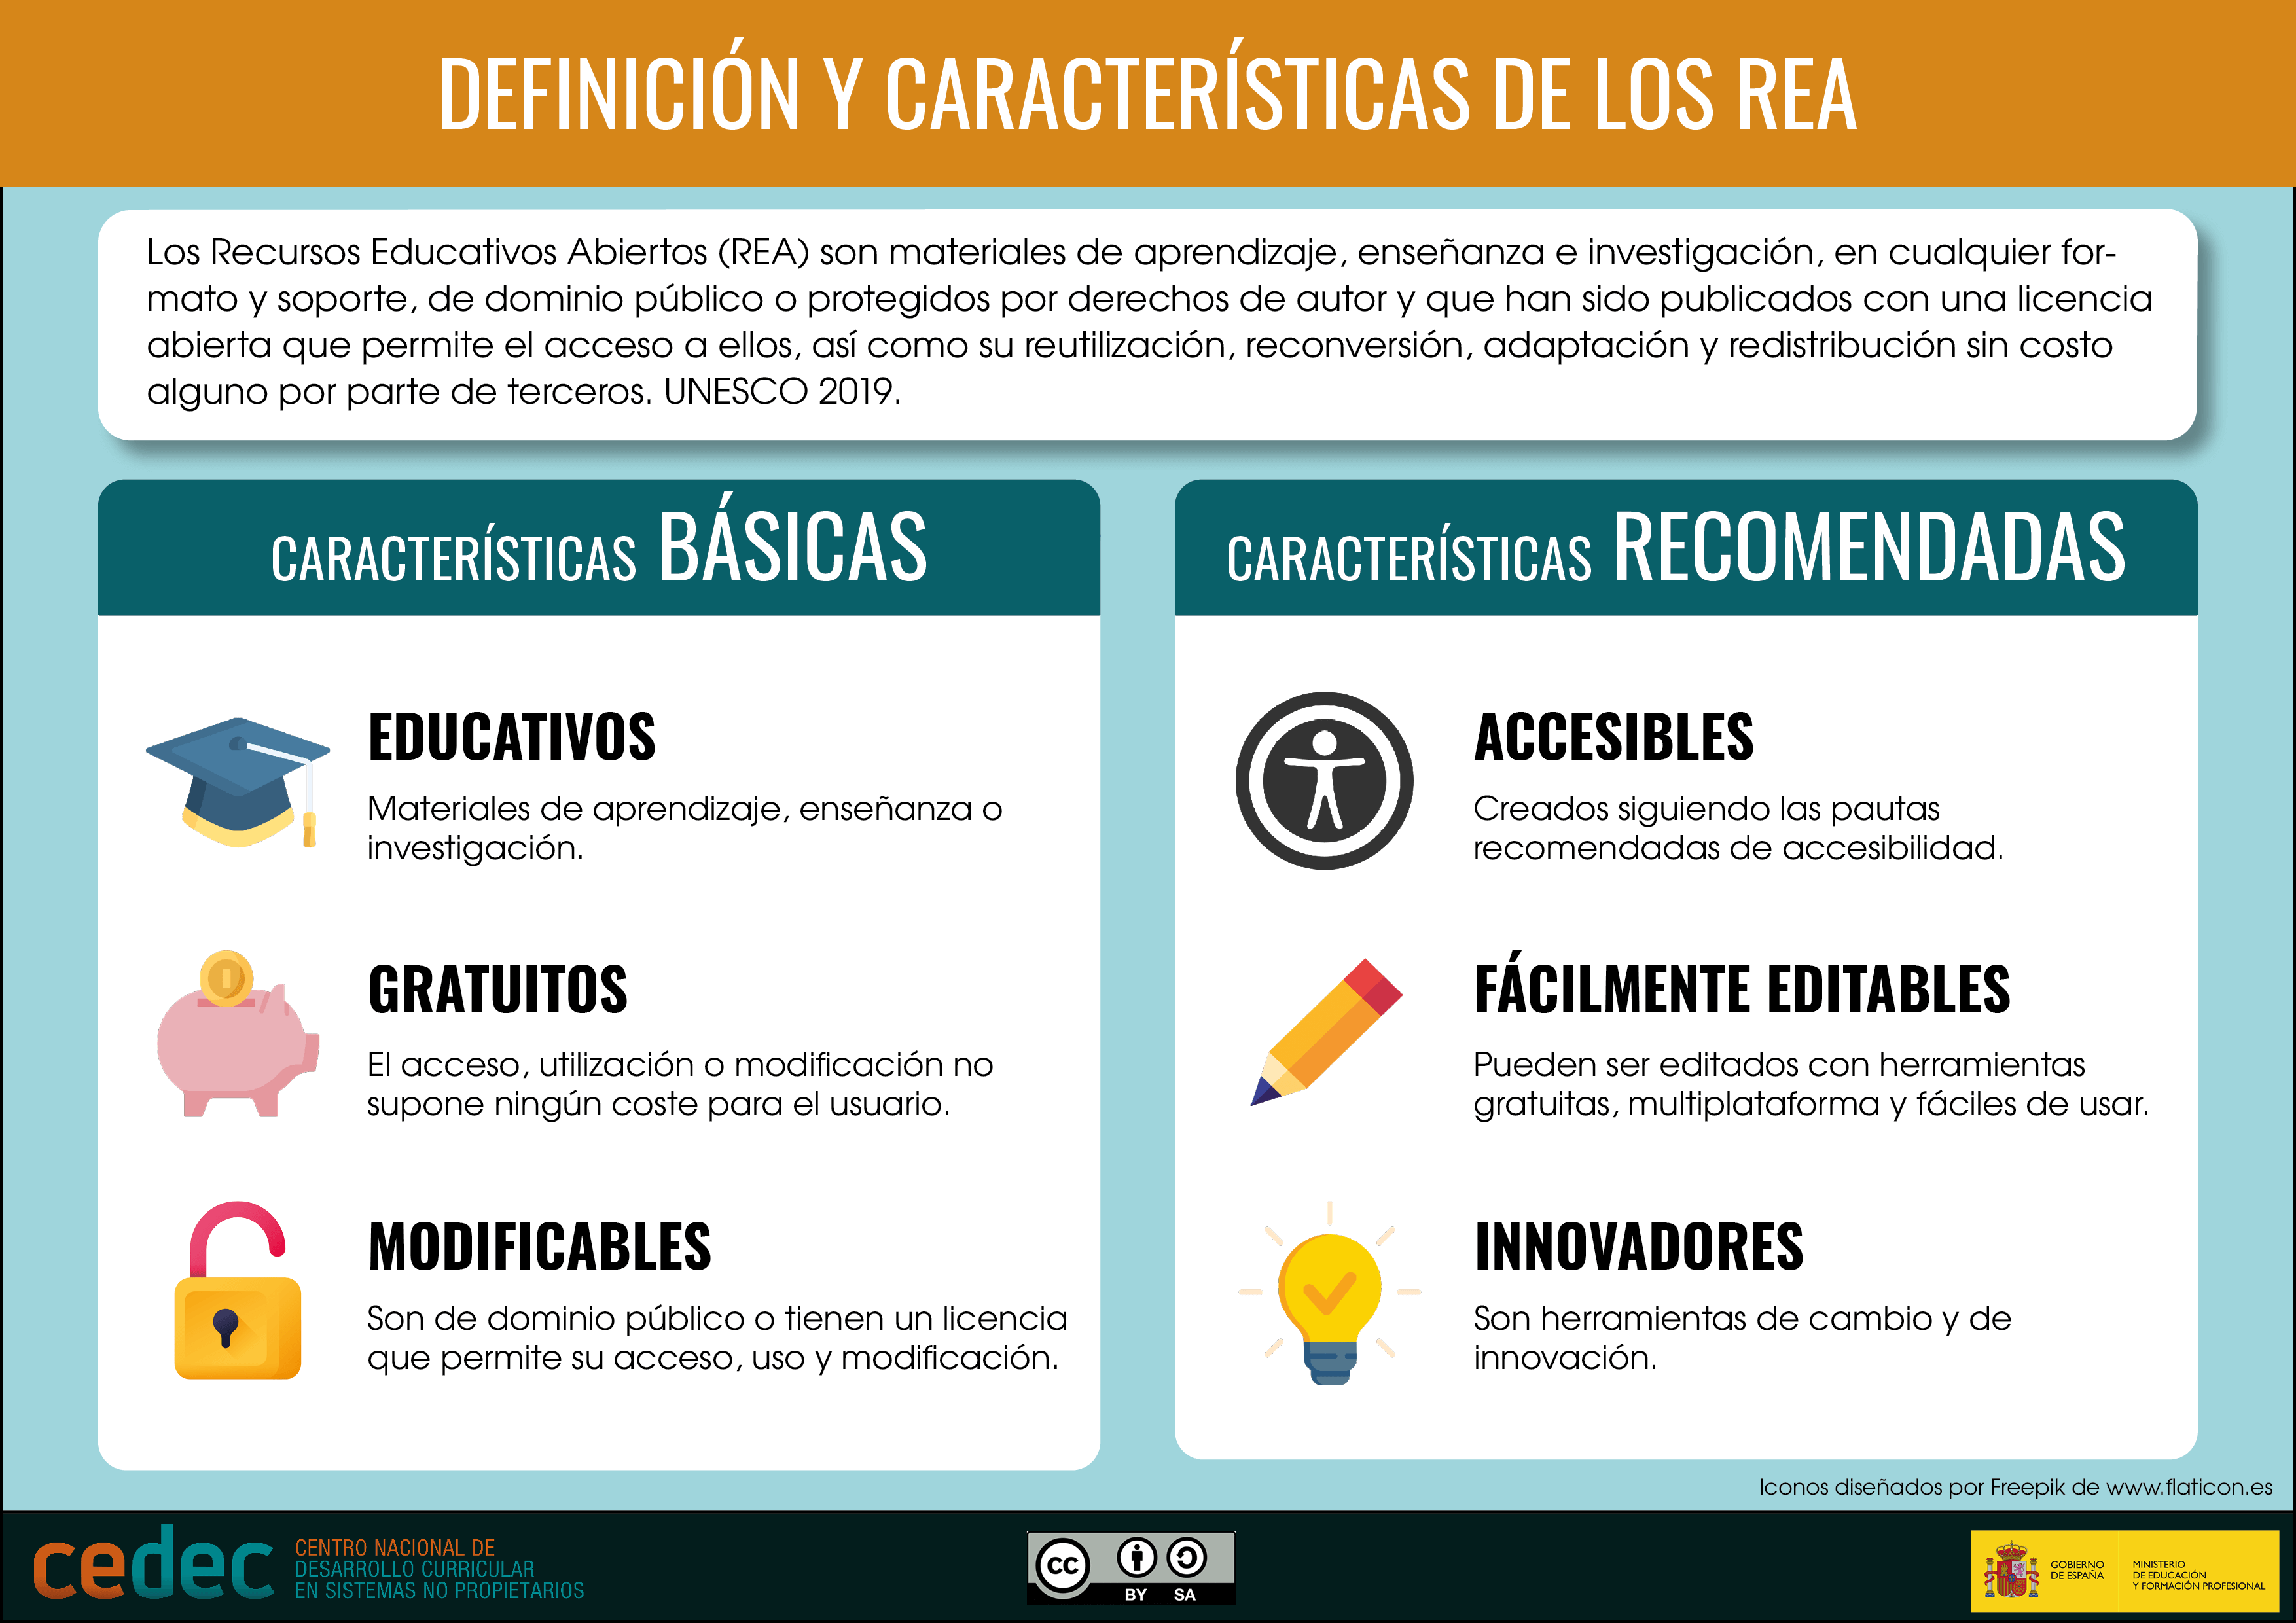 DEFINICIÓN Y CARACTERÍSTICAS DE LOS REA
Los Recursos Educativos Abiertos (REA) son materiales de aprendizaje, enseñanza e investigación, en cualquier for-
mato y soporte, de dominio público o protegidos por derechos de autor y que han sido publicados con una licencia
abierta que permite el acceso a ellos, así como su reutilización, reconversión, adaptación y redistribución sin costo
alguno por parte de terceros. UNESCO 2019.
CARACTERÍSTICAS BÁSICAS
EDUCATIVOS
Materiales de aprendizaje, enseñanza o
investigación.
GRATUITOS
El acceso, utilización o modificación no
supone ningún coste para el usuario.
MODIFICABLES
Son de dominio público o tienen un licencia
que permite su acceso, uso y modificación.
CARACTERÍSTICAS RECOMENDADAS
ACCESIBLES
Creados siguiendo las pautas
recomendadas de accesibilidad.
FÁCILMENTE EDITABLES
Pueden ser editados con herramientas
gratuitas, multiplataforma y fáciles de usar.
INNOVADORES
Son herramientas de cambio y de
innovación.
Iconos diseñados por Freepik de www.flaticon.es
cedec
CENTRO NACIONAL DE
DESARROLLO CURRICULAR
EN SISTEMAS NO PROPIETARIOS
cc
BY SA
GOBIERNO
DE ESPAÑA
MINISTERIO
DE EDUCACIÓN
Y FORMACIÓN PROFESIONAL